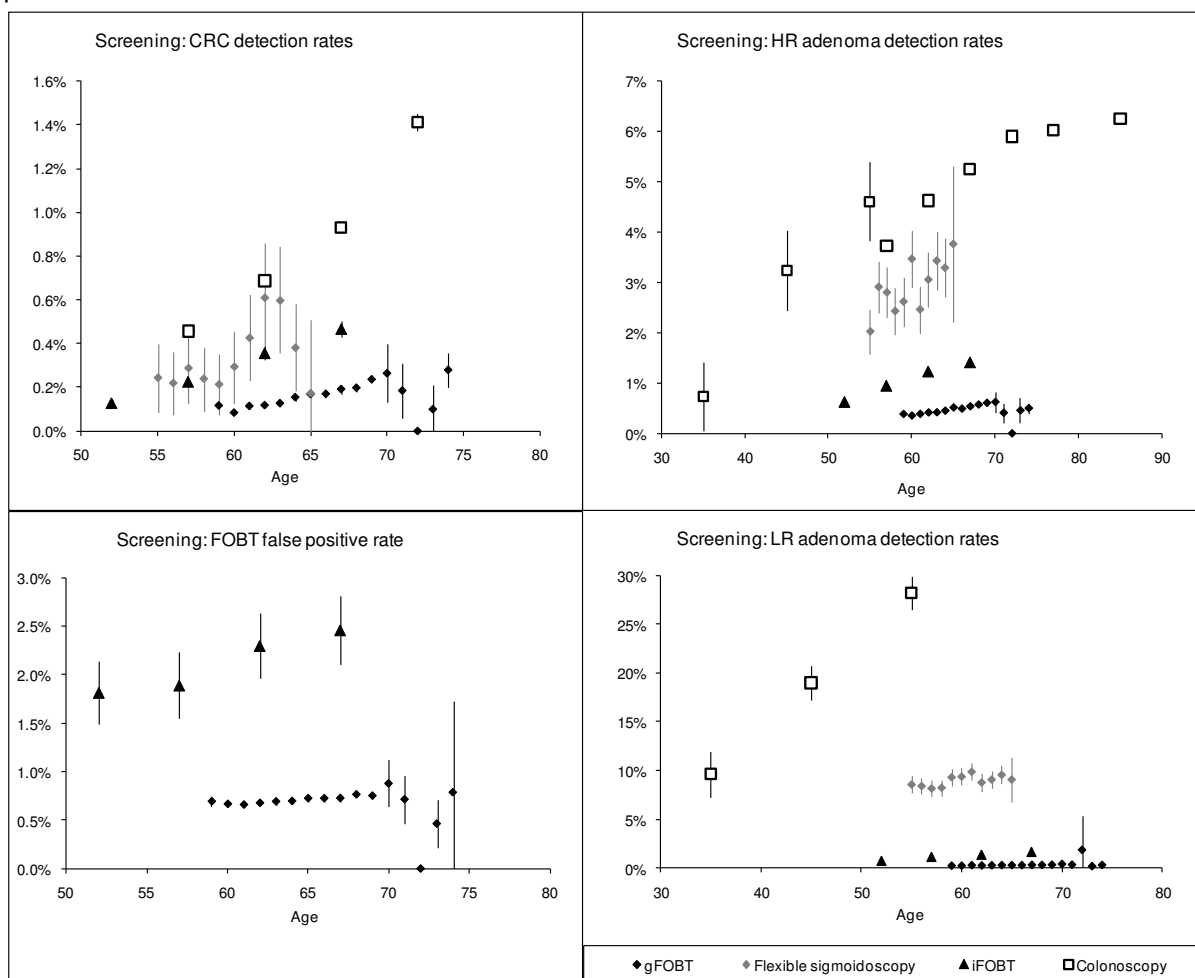 Screening: CRC detection rates
1.6%
1.4%
1.2%
1.0%
0.8%
0.6%
0.4%
0.2%
0.0%
50 55 60 65 70 75 80
Age
Screening: HR adenoma detection rates
7%
6%
5%
4%
3%
2%
1%
0%
30 40 50 60 70 80 90
Age
Screening: FOBT false positive rate
3.0%
2.5%
2.0%
1.5%
1.0%
0.5%
0.0%
50 55 60 65 70 75 80
Age
Screening: LR adenoma detection rates
30%
25%
20%
15%
10%
5%
0%
30 40 50 60 70 80
Age
gFOBT Flexible sigmoidoscopy iFOBT Colonoscopy